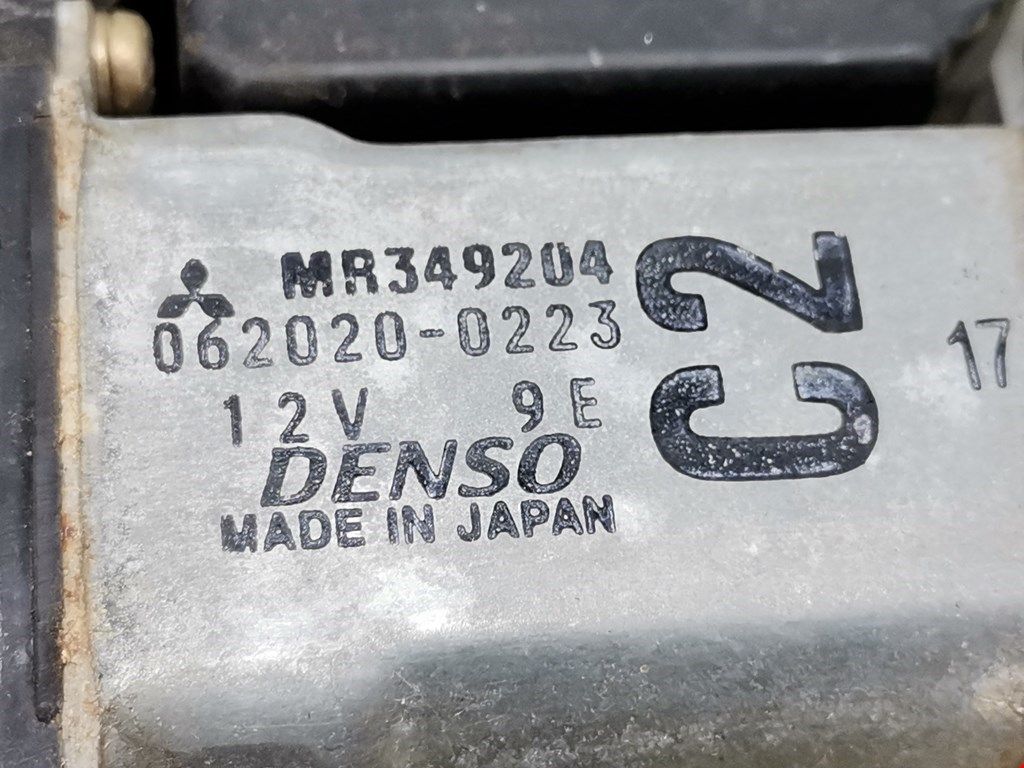 MR349204
062020-0223
12V 9E
DENSO
MADE IN JAPAN
C2
17